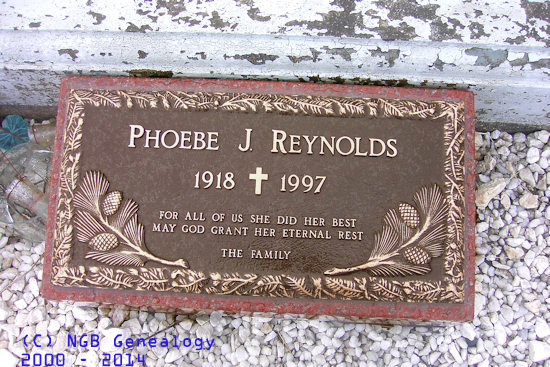 PHOEBE J REYNOLDS
1918 ✝ 1997
FOR ALL OF US SHE DID HER BEST
MAY GOD GRANT HER ETERNAL REST
THE FAMILY
(C) NGB Genealogy
2000 - 2014